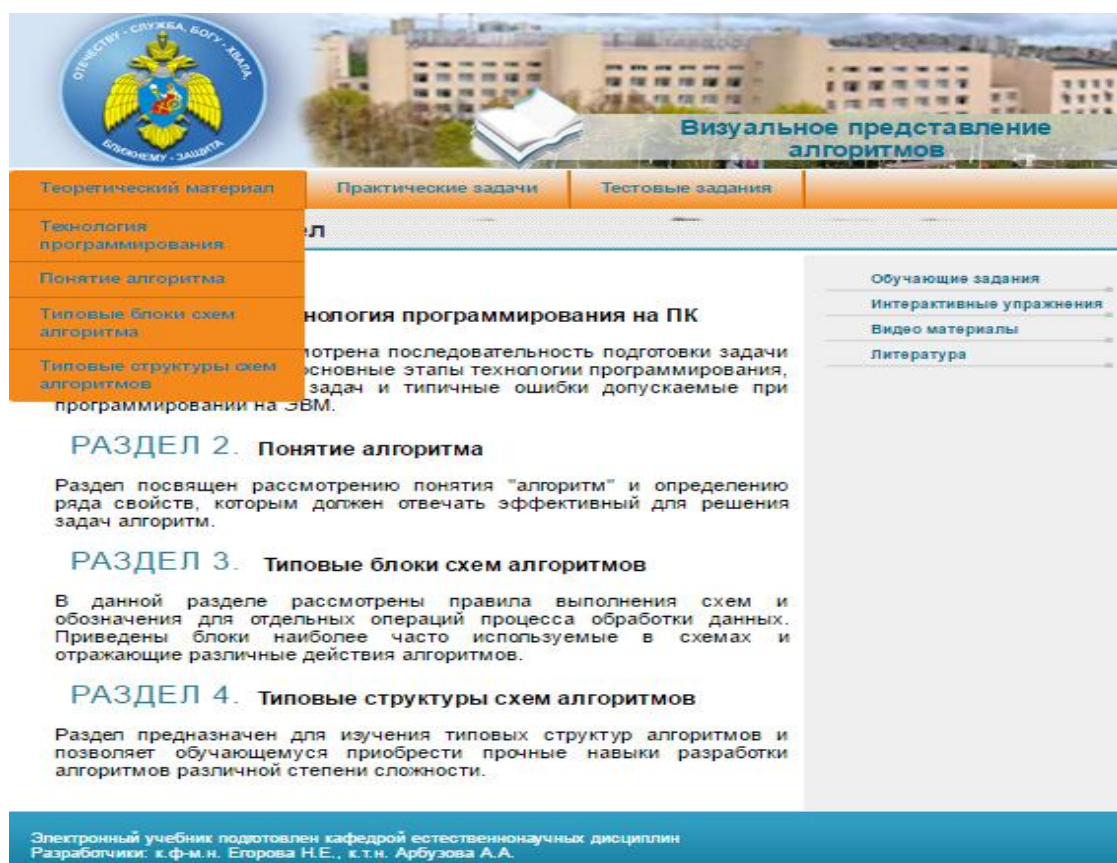 ОТЕЧЕСТВУ - СЛУЖБА, БОГУ - ХВАЛА,
БЛИЖНЕМУ - ЗАЩИТА
Визуальное представление
алгоритмов
Теоретический материал
Практические задачи
Тестовые задания
Технология
программирования
Понятие алгоритма
Типовые блоки схем
алгоритма
Типовые структуры схем
алгоритмов
Обучающие задания
Интерактивные упражнения
Видео материалы
Литература
программирования на ПК
последовательность подготовки задачи
основные этапы технологии программирования,
задач и типичные ошибки допускаемые при
программировании на ЭВМ.
РАЗДЕЛ 2. Понятие алгоритма
Раздел посвящен рассмотрению понятия "алгоритм" и определению
ряда свойств, которым должен отвечать эффективный для решения
задач алгоритм.
РАЗДЕЛ 3. Типовые блоки схем алгоритмов
В данной разделе рассмотрены правила выполнения схем и
обозначения для отдельных операций процесса обработки данных.
Приведены блоки наиболее часто используемые в схемах и
отражающие различные действия алгоритмов.
РАЗДЕЛ 4. Типовые структуры схем алгоритмов
Раздел предназначен для изучения типовых структур алгоритмов и
позволяет обучающемуся приобрести прочные навыки разработки
алгоритмов различной степени сложности.
Электронный учебник подготовлен кафедрой естественнонаучных дисциплин
Разработчики: к.ф-м.н. Егорова Н.Е., к.т.н. Арбузова А.А.